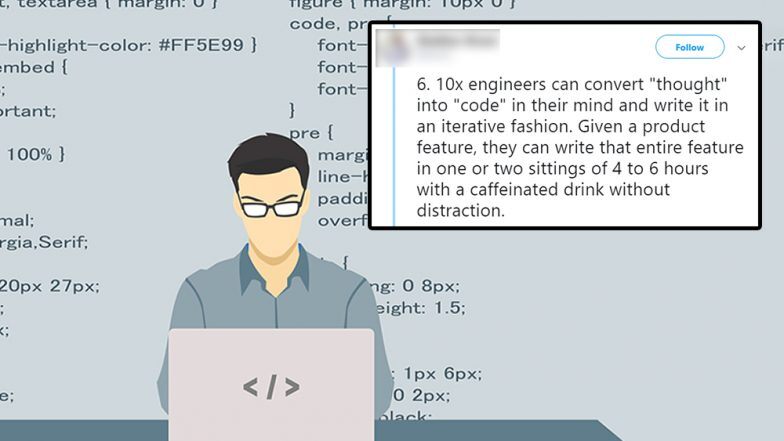 t, textarea { margin: 0 }
figure { margin: 10px 0 }
code, pr
-highlight-color: #FF5E99 }
font-
embed {
font-
font-
ortant;
}
pre {
100% }
margi
line-h
paddi
mal;
overf
rgia,Serif;
{
20px 27px;
ng: 0 8px;
eight: 1.5;
x;
: 1px 6px;
e;
0 2px;
black;
erif
Follow
6. 10x engineers can convert "thought"
into "code" in their mind and write it in
an iterative fashion. Given a product
feature, they can write that entire feature
in one or two sittings of 4 to 6 hours
with a caffeinated drink without
distraction.
</>